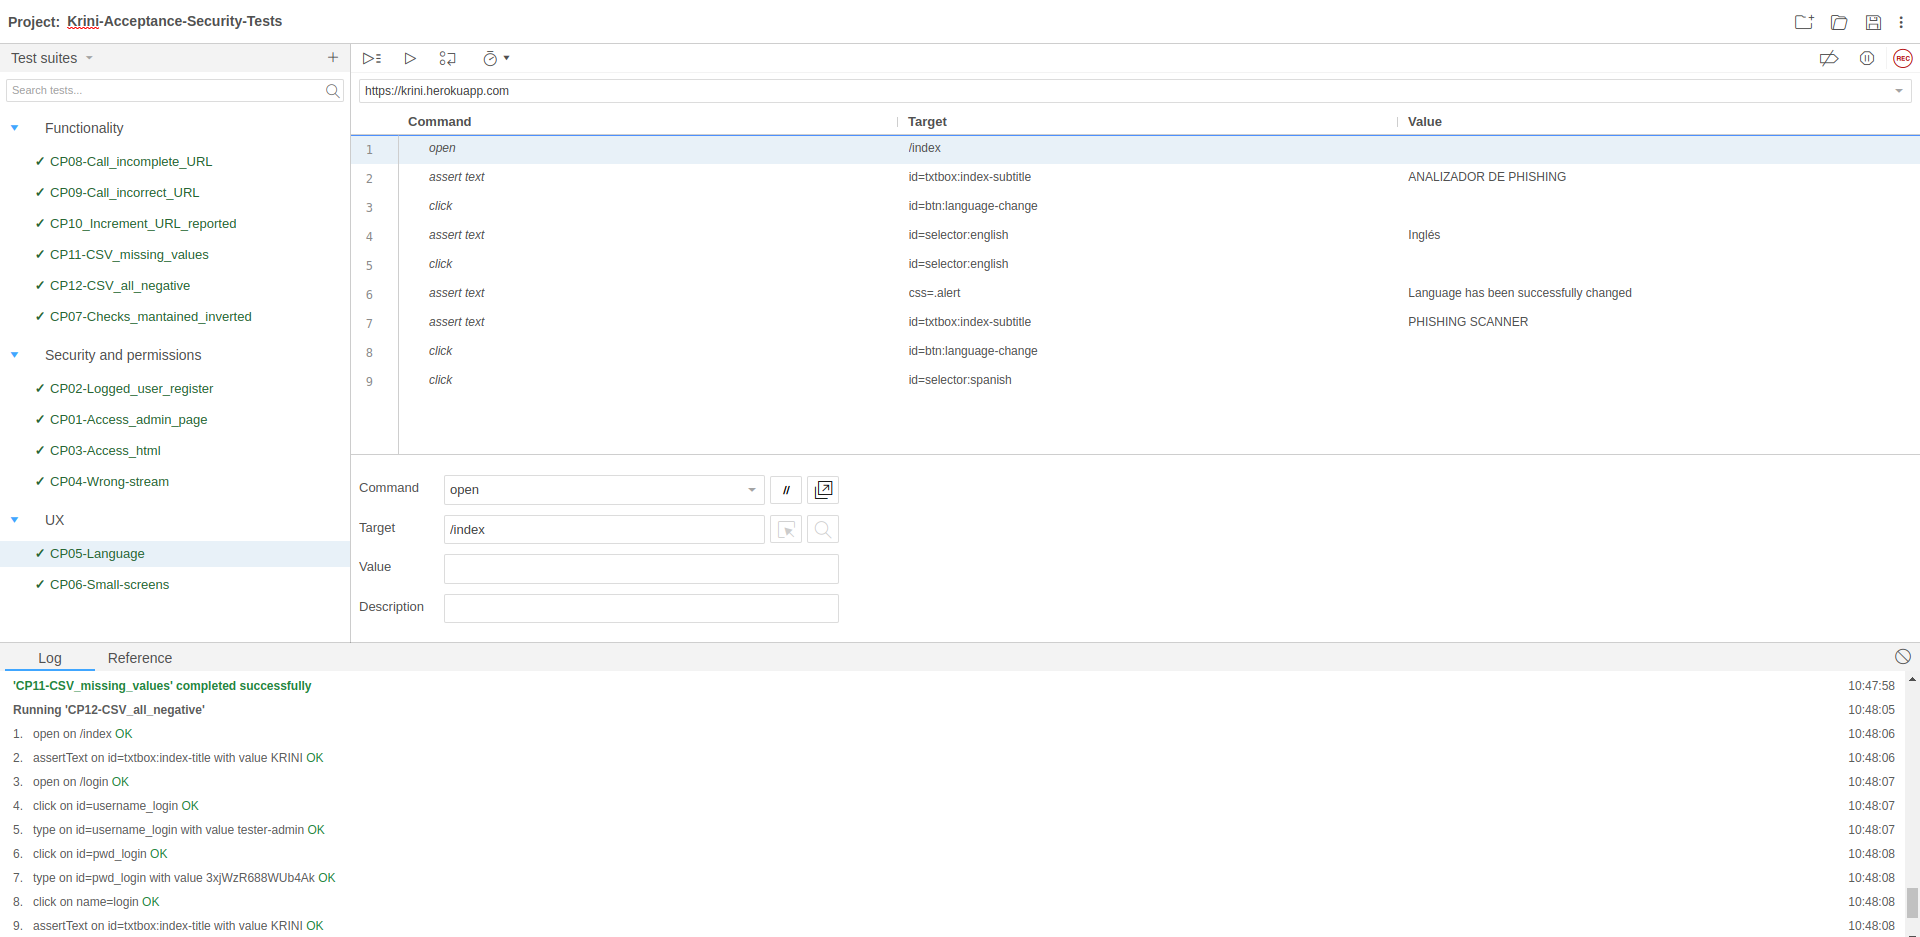 Project: Krini-Acceptance-Security-Tests
Test suites
Search tests...
Functionality
✓ CP08-Call_incomplete_URL
✓ CP09-Call_incorrect_URL
✓ CP10_Increment_URL_reported
✓ CP11-CSV_missing_values
✓ CP12-CSV_all_negative
✓ CP07-Checks_mantained_inverted
Security and permissions
✓ CP02-Logged_user_register
✓ CP01-Access_admin_page
✓ CP03-Access_html
✓ CP04-Wrong-stream
UX
✓ CP05-Language
✓ CP06-Small-screens
REC
https://krini.herokuapp.com
Command Target Value
1 open /index
2 assert text id=txtbox:index-subtitle ANALIZADOR DE PHISHING
3 click id=btn:language-change
4 assert text id=selector:english Inglés
5 click id=selector:english
6 assert text css=.alert Language has been successfully changed
7 assert text id=txtbox:index-subtitle PHISHING SCANNER
8 click id=btn:language-change
9 click id=selector:spanish
Command open //
Target /index
Value
Description
Log Reference
'CP11-CSV_missing_values' completed successfully 10:47:58
Running 'CP12-CSV_all_negative' 10:48:05
1. open on /index OK 10:48:06
2. assertText on id=txtbox:index-title with value KRINI OK 10:48:06
3. open on /login OK 10:48:07
4. click on id=username_login OK 10:48:07
5. type on id=username_login with value tester-admin OK 10:48:07
6. click on id=pwd_login OK 10:48:08
7. type on id=pwd_login with value 3xjWzR688WUb4Ak OK 10:48:08
8. click on name=login OK 10:48:08
9. assertText on id=txtbox:index-title with value KRINI OK 10:48:08